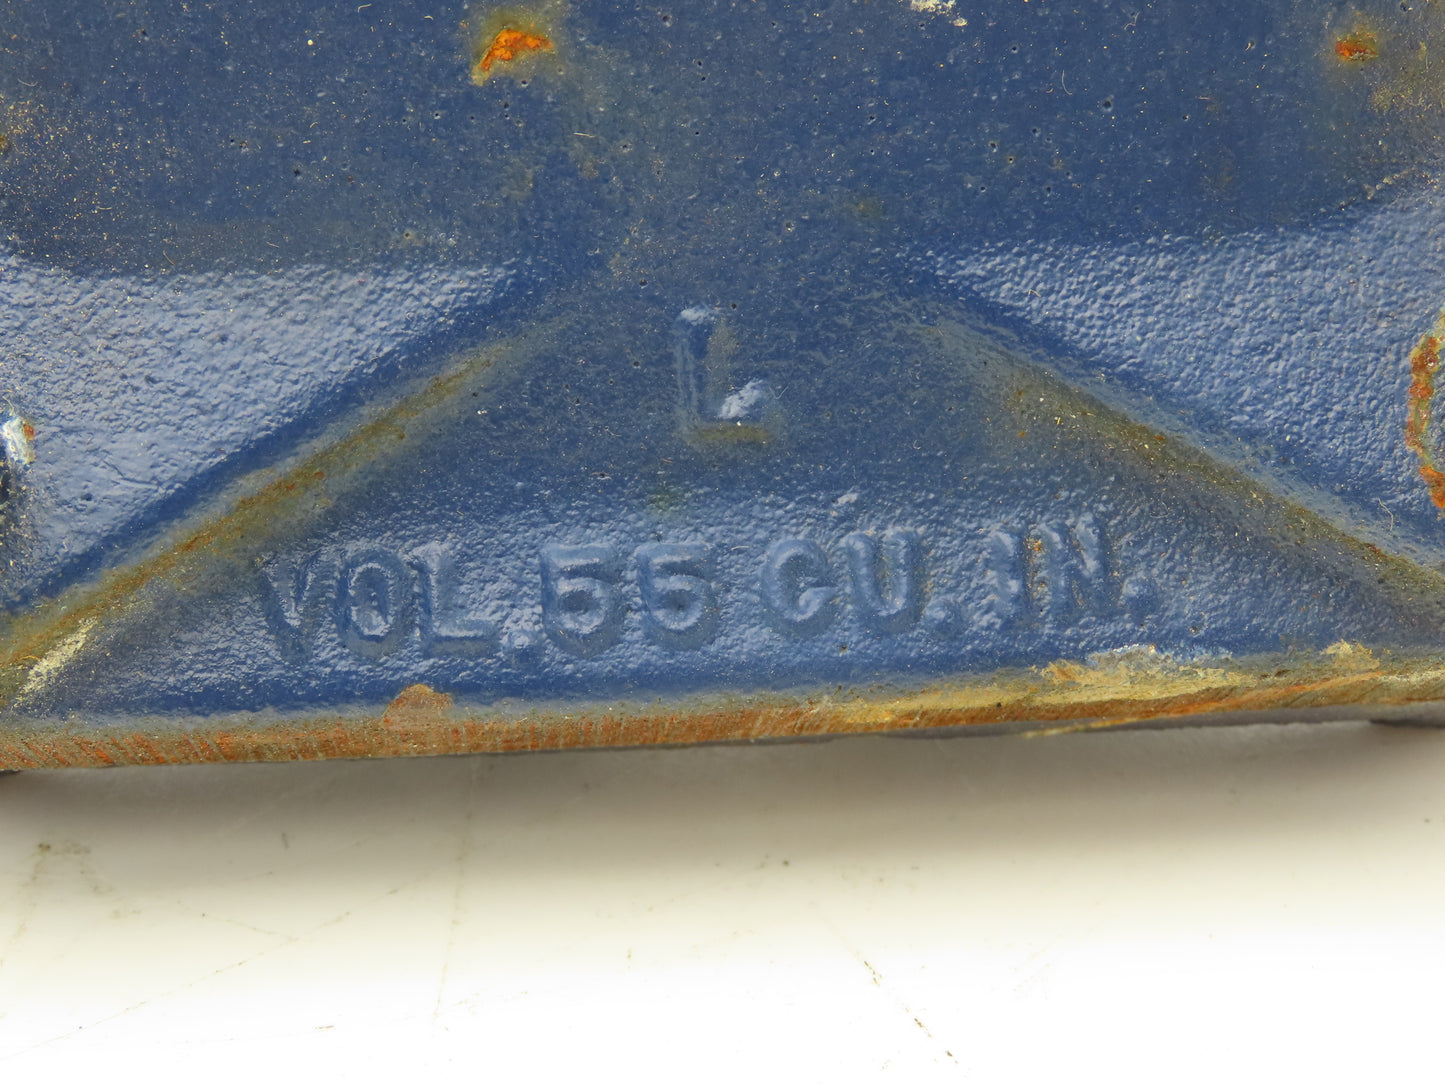 L
VOL. 55 CU. IN.